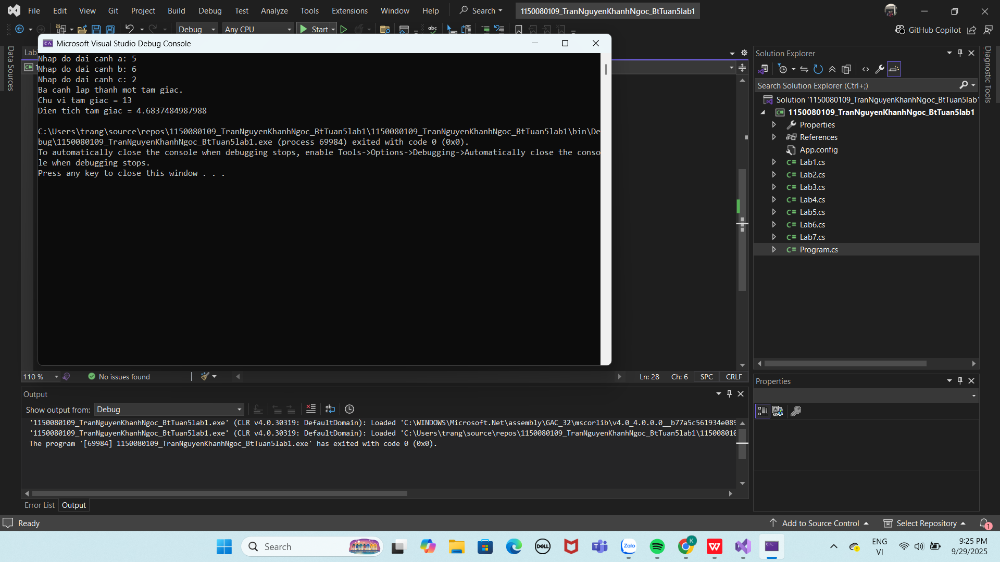 File Edit View Git Project Build Debug Test Analyze Tools Extensions Window Help Search 1150080109_TranNguyenKhanhNgoc_BtTuan5lab1
Debug Any CPU Start GitHub Copilot
Microsoft Visual Studio Debug Console
Data Sources
Lab
Nhap do dai canh a: 5
Nhap do dai canh b: 6
Nhap do dai canh c: 2
Ba canh lap thanh mot tam giac.
Chu vi tam giac = 13
Dien tich tam giac = 4.6837484987988
C:\Users\trang\source\repos\1150080109_TranNguyenKhanhNgoc_BtTuan5lab1\1150080109_TranNguyenKhanhNgoc_BtTuan5lab1\bin\De
bug\1150080109_TranNguyenKhanhNgoc_BtTuan5lab1.exe (process 69984) exited with code 0 (0x0).
To automatically close the console when debugging stops, enable Tools->Options->Debugging->Automatically close the conso
le when debugging stops.
Press any key to close this window . . .
110 % No issues found Ln: 28 Ch: 6 SPC CRLF
Solution Explorer
Search Solution Explorer (Ctrl+;)
Solution '1150080109_TranNguyenKhanhNgoc_BtTuan5lab1'
1150080109_TranNguyenKhanhNgoc_BtTuan5lab1
Properties
References
App.config
C# Lab1.cs
C# Lab2.cs
C# Lab3.cs
C# Lab4.cs
C# Lab5.cs
C# Lab6.cs
C# Lab7.cs
C# Program.cs
Diagnostic Tools
Properties
Output
Show output from: Debug
'1150080109_TranNguyenKhanhNgoc_BtTuan5lab1.exe' (CLR v4.0.30319: DefaultDomain): Loaded 'C:\WINDOWS\Microsoft.Net\assembly\GAC_32\mscorlib\v4.0_4.0.0.0__b77a5c561934e089
'1150080109_TranNguyenKhanhNgoc_BtTuan5lab1.exe' (CLR v4.0.30319: DefaultDomain): Loaded 'C:\Users\trang\source\repos\1150080109_TranNguyenKhanhNgoc_BtTuan5lab1\115008010
The program '[69984] 1150080109_TranNguyenKhanhNgoc_BtTuan5lab1.exe' has exited with code 0 (0x0).
Error List Output
Ready Add to Source Control Select Repository 1
Search DELL Zalo K W ENG 9:25 PM
VI 9/29/2025